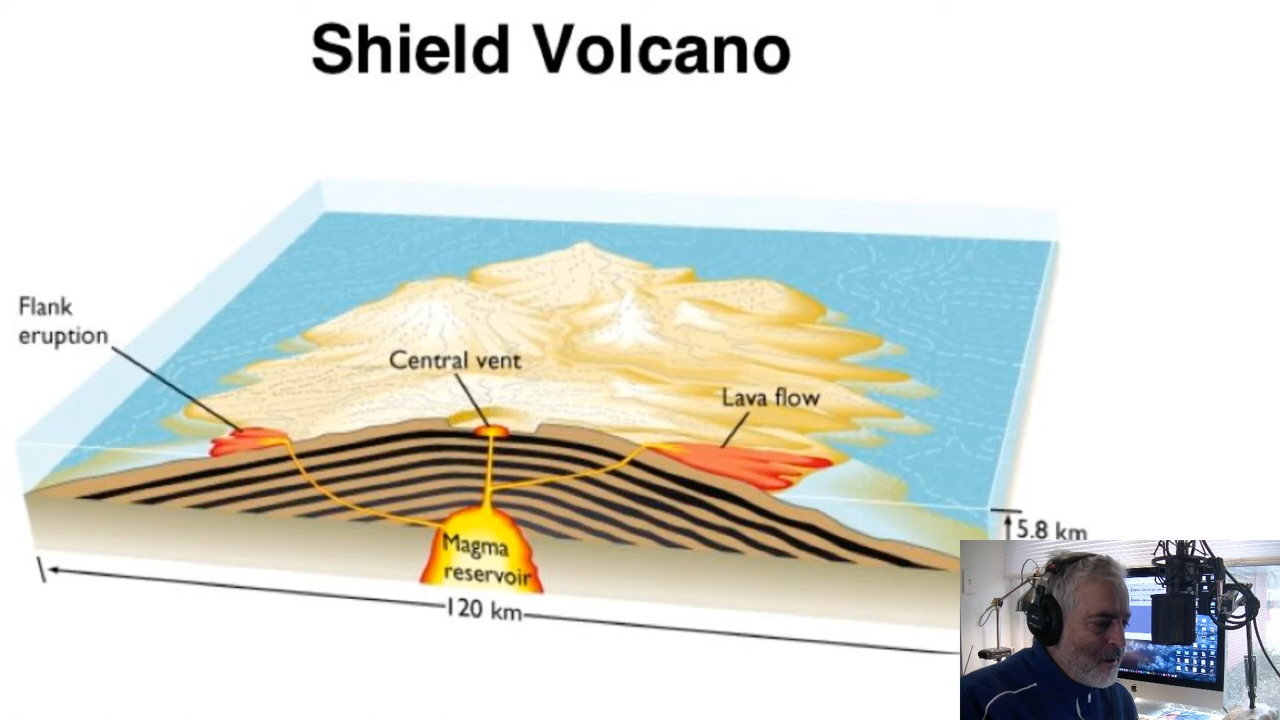 Shield Volcano
Flank
eruption
Central vent
Lava flow
5.8 km
Magma
reservoir
120 km